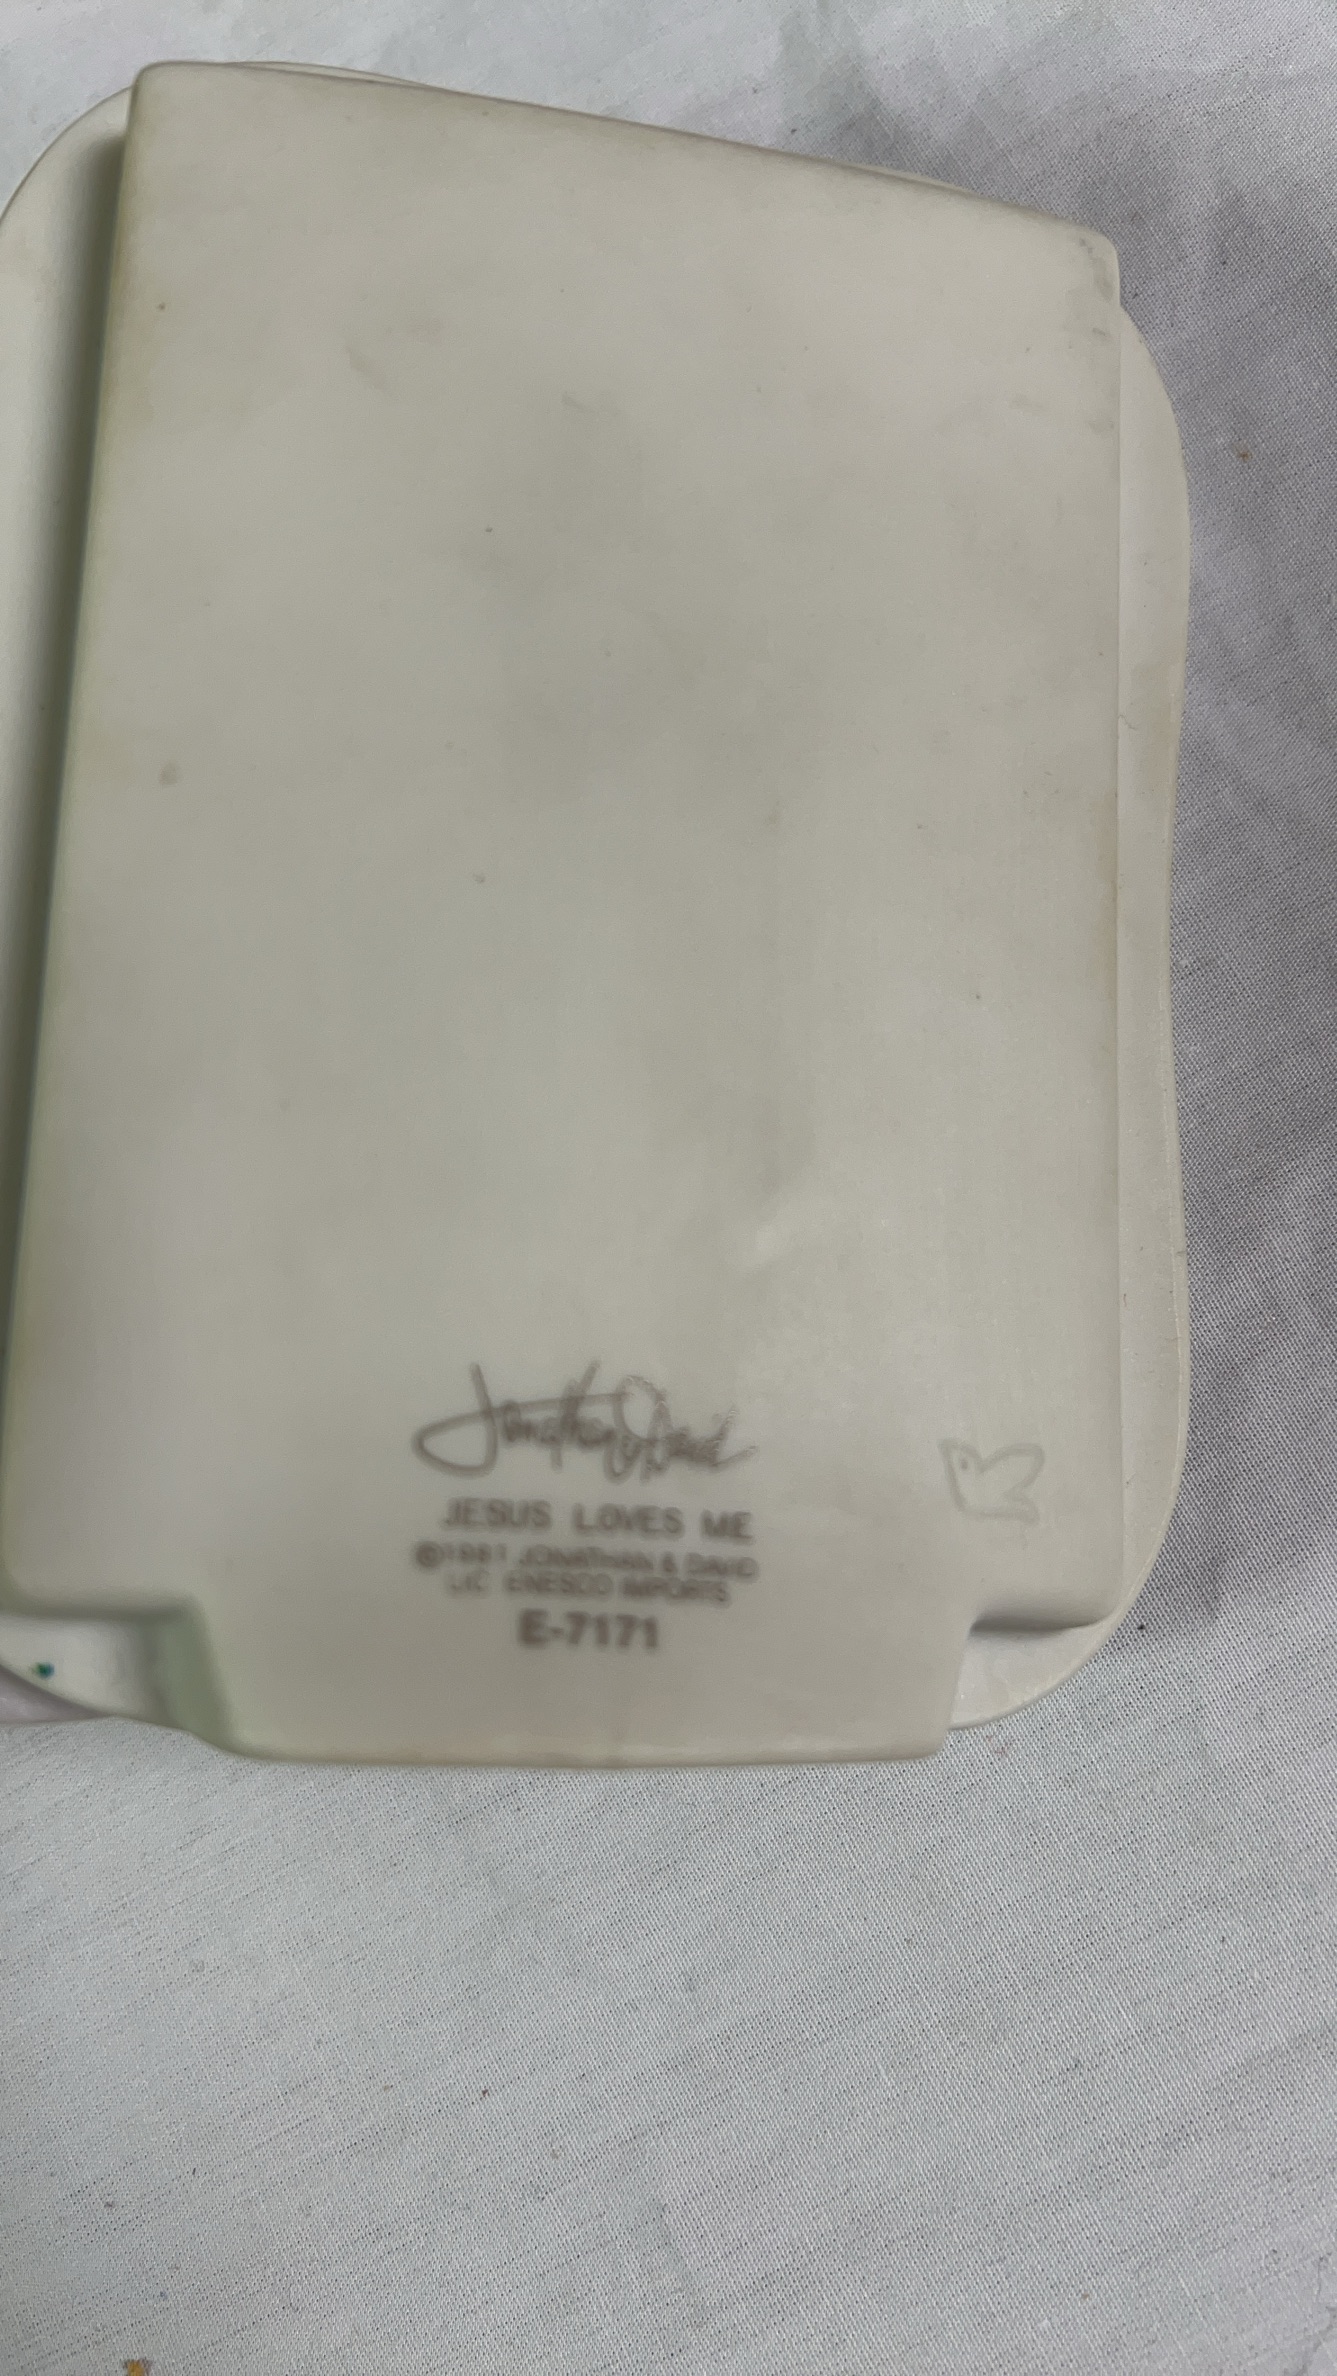 Jonathan & David
JESUS LOVES ME
©1981 JONATHAN & DAVID
LIC. ENESCO IMPORTS
E-7171